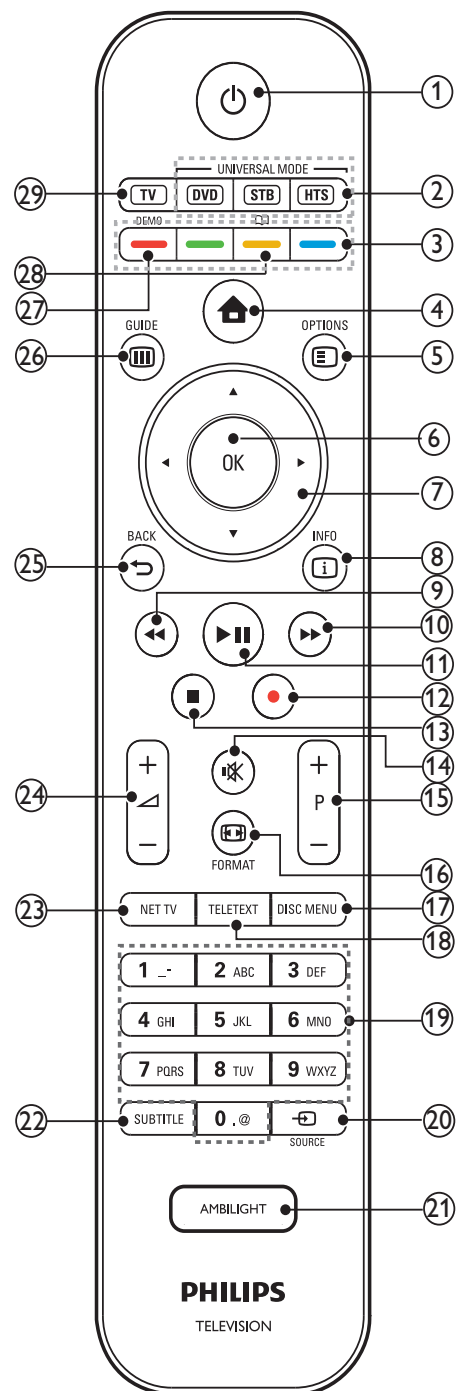 1
UNIVERSAL MODE
29 TV DVD STB HTS 2
DEMO
3
28
27
4
GUIDE OPTIONS
26 5
6
OK
7
BACK INFO
25 8
9
10
11
12
13
+ +
14
24 P 15
− −
FORMAT
16
23 NET TV TELETEXT DISC MENU 17
18
1 _- 2 ABC 3 DEF
4 GHI 5 JKL 6 MNO 19
7 PQRS 8 TUV 9 WXYZ
22 SUBTITLE 0 .@ 20
SOURCE
AMBILIGHT 21
PHILIPS
TELEVISION